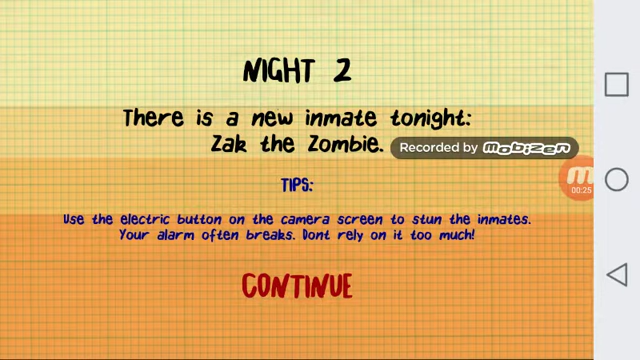 NIGHT 2
There is a new inmate tonight:
Zak the Zombie.
Recorded by mobizen
00:25
TIPS:
Use the electric button on the camera screen to stun the inmates.
Your alarm often breaks. Dont rely on it too much!
CONTINUE